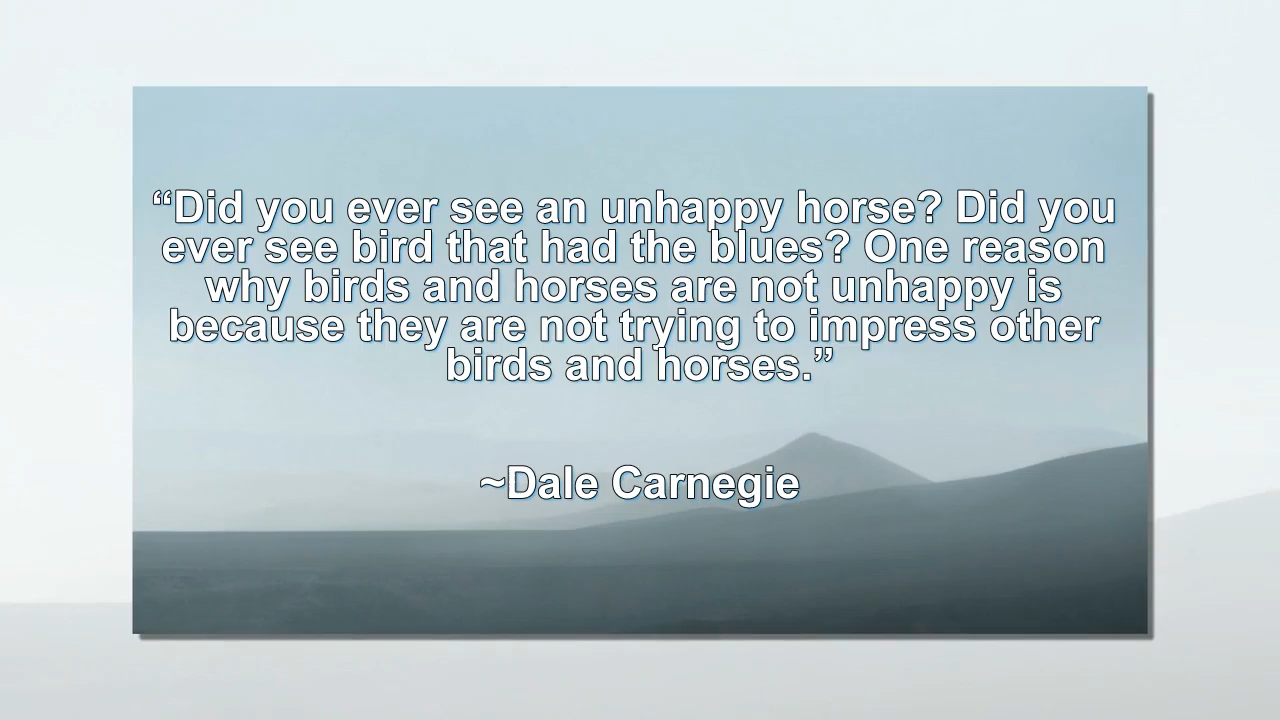 “Did you ever see an unhappy horse? Did you
ever see bird that had the blues? One reason
why birds and horses are not unhappy is
because they are not trying to impress other
birds and horses.”
~Dale Carnegie